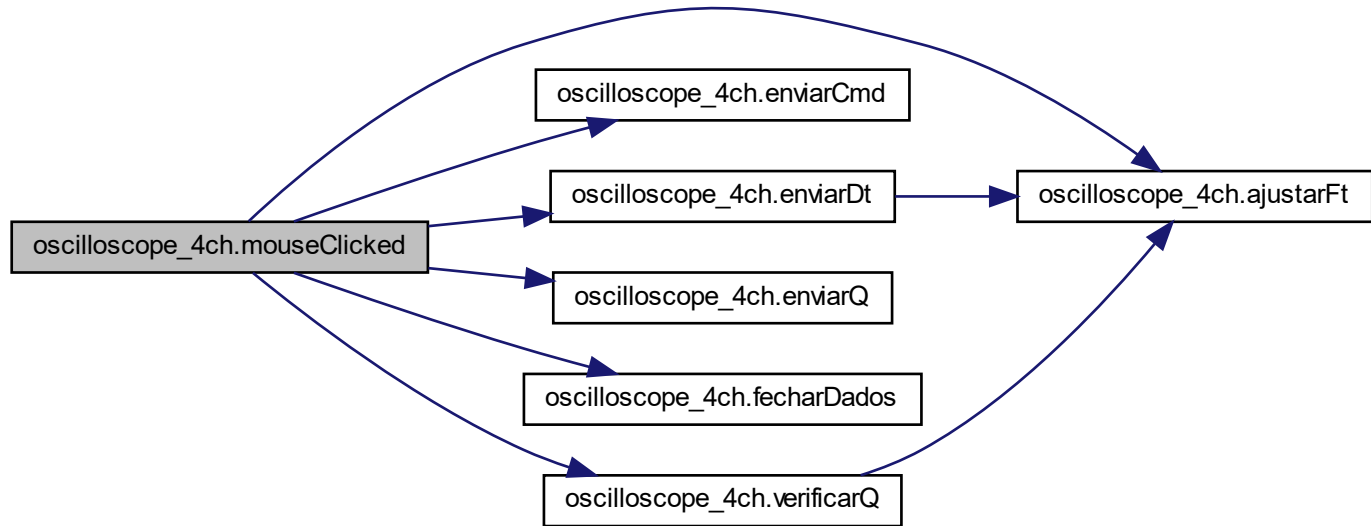 oscilloscope_4ch.mouseClicked
oscilloscope_4ch.enviarCmd
oscilloscope_4ch.enviarDt
oscilloscope_4ch.enviarQ
oscilloscope_4ch.fecharDados
oscilloscope_4ch.verificarQ
oscilloscope_4ch.ajustarFt